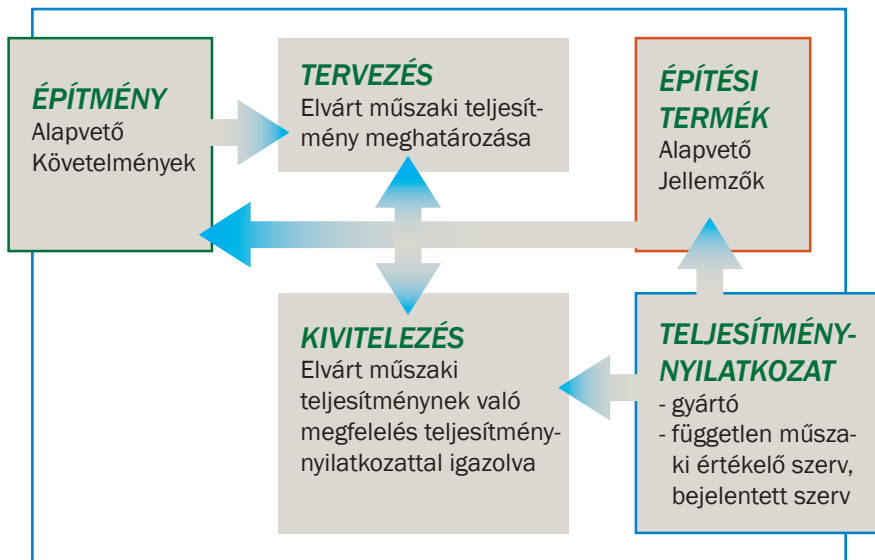 ÉPÍTMÉNY
Alapvető
Követelmények
TERVEZÉS
Elvárt műszaki teljesít-
mény meghatározása
ÉPÍTÉSI
TERMÉK
Alapvető
Jellemzők
KIVITELEZÉS
Elvárt műszaki
teljesítménynek való
megfelelés teljesítmény-
nyilatkozattal igazolva
TELJESÍTMÉNY-
NYILATKOZAT
- gyártó
- független műsza-
ki értékelő szerv,
bejelentett szerv